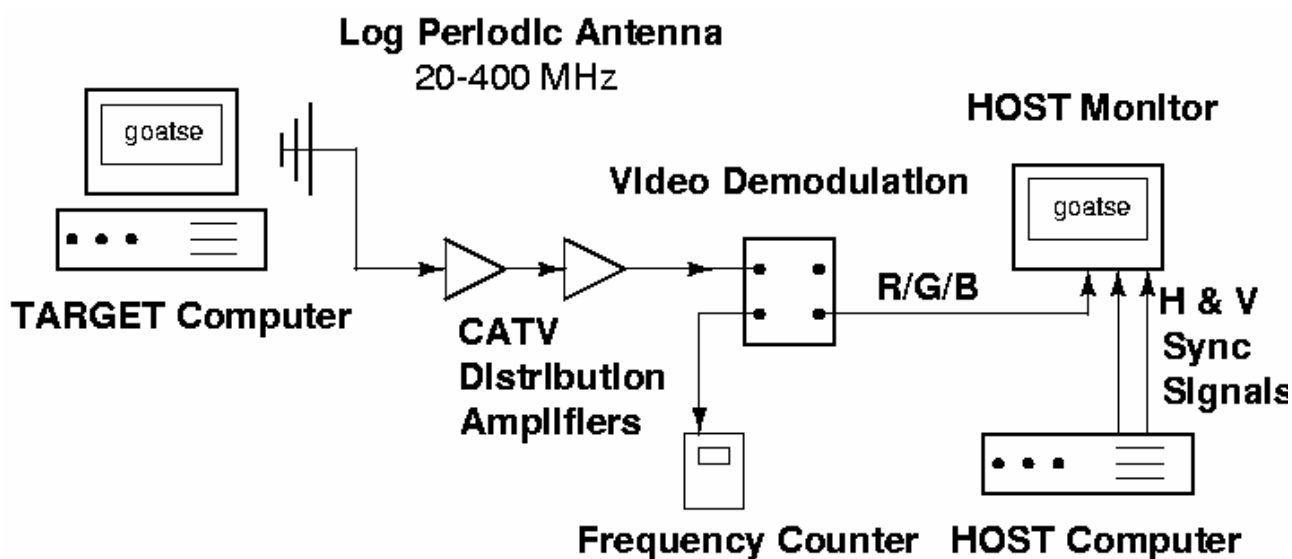 Log Periodic Antenna
20-400 MHz
goatse
HOST Monitor
Video Demodulation
goatse
R/G/B
TARGET Computer
CATV
Distribution
Amplifiers
H & V
Sync
Signals
Frequency Counter
HOST Computer